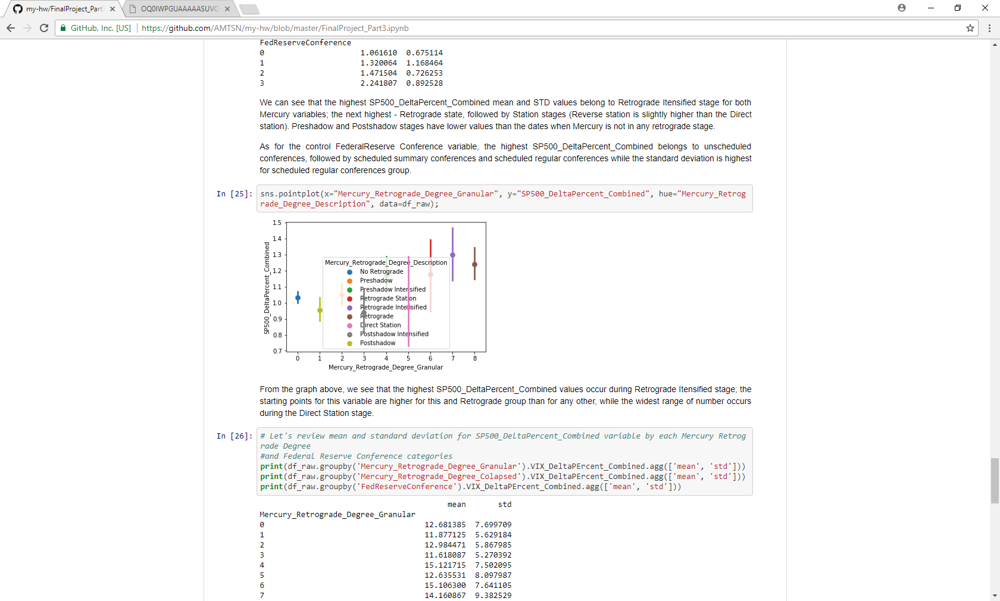 my-hw/FinalProject_Part
OQ0IWPGUAAAAASUVO
GitHub, Inc. [US] https://github.com/AMTSN/my-hw/blob/master/FinalProject_Part3.ipynb
FedReserveConference
0 1.061610 0.675114
1 1.320064 1.168464
2 1.471504 0.726253
3 2.241807 0.892528
We can see that the highest SP500_DeltaPercent_Combined mean and STD values belong to Retrograde Itensified stage for both
Mercury variables; the next highest - Retrograde state, followed by Station stages (Reverse station is slightly higher than the Direct
station). Preshadow and Postshadow stages have lower values than the dates when Mercury is not in any retrograde stage.
As for the control FederalReserve Conference variable, the highest SP500_DeltaPercent_Combined belongs to unscheduled
conferences, followed by scheduled summary conferences and scheduled regular conferences while the standard deviation is highest
for scheduled regular conferences group.
In [25]: sns.pointplot(x="Mercury_Retrograde_Degree_Granular", y="SP500_DeltaPercent_Combined", hue="Mercury_Retrog
rade_Degree_Description", data=df_raw);
1.5
1.4
1.3
1.2
1.1
1.0
0.9
0.8
0.7
SP500_DeltaPercent_Combined
Mercury_Retrograde_Degree_Description
No Retrograde
Preshadow
Preshadow Intensified
Retrograde Station
Retrograde Intensified
Retrograde
Direct Station
Postshadow Intensified
Postshadow
0 1 2 3 4 5 6 7 8
Mercury_Retrograde_Degree_Granular
From the graph above, we see that the highest SP500_DeltaPercent_Combined values occur during Retrograde Itensified stage; the
starting points for this variable are higher for this and Retrograde group than for any other, while the widest range of number occurs
during the Direct Station stage.
In [26]: # Let's review mean and standard deviation for SP500_DeltaPercent_Combined variable by each Mercury Retrog
rade Degree
#and Federal Reserve Conference categories
print(df_raw.groupby('Mercury_Retrograde_Degree_Granular').VIX_DeltaPErcent_Combined.agg(['mean', 'std']))
print(df_raw.groupby('Mercury_Retrograde_Degree_Colapsed').VIX_DeltaPErcent_Combined.agg(['mean', 'std']))
print(df_raw.groupby('FedReserveConference').VIX_DeltaPErcent_Combined.agg(['mean', 'std']))
mean std
Mercury_Retrograde_Degree_Granular
0 12.681385 7.699709
1 11.877125 5.629184
2 12.984471 5.867985
3 11.618087 5.270392
4 15.121715 7.502095
5 12.635531 8.097987
6 15.106300 7.641105
7 14.160867 9.382529